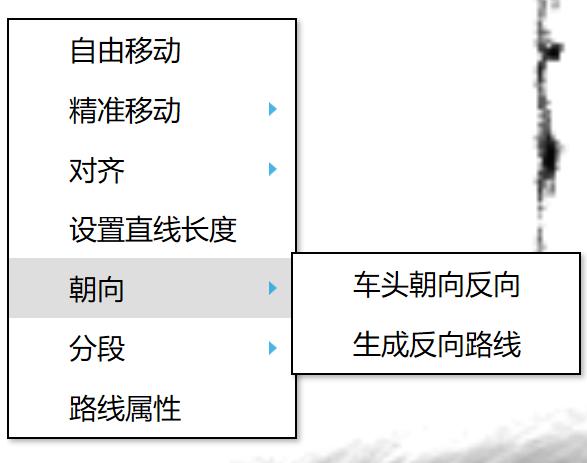 自由移动
精准移动
对齐
设置直线长度
朝向
车头朝向反向
生成反向路线
分段
路线属性